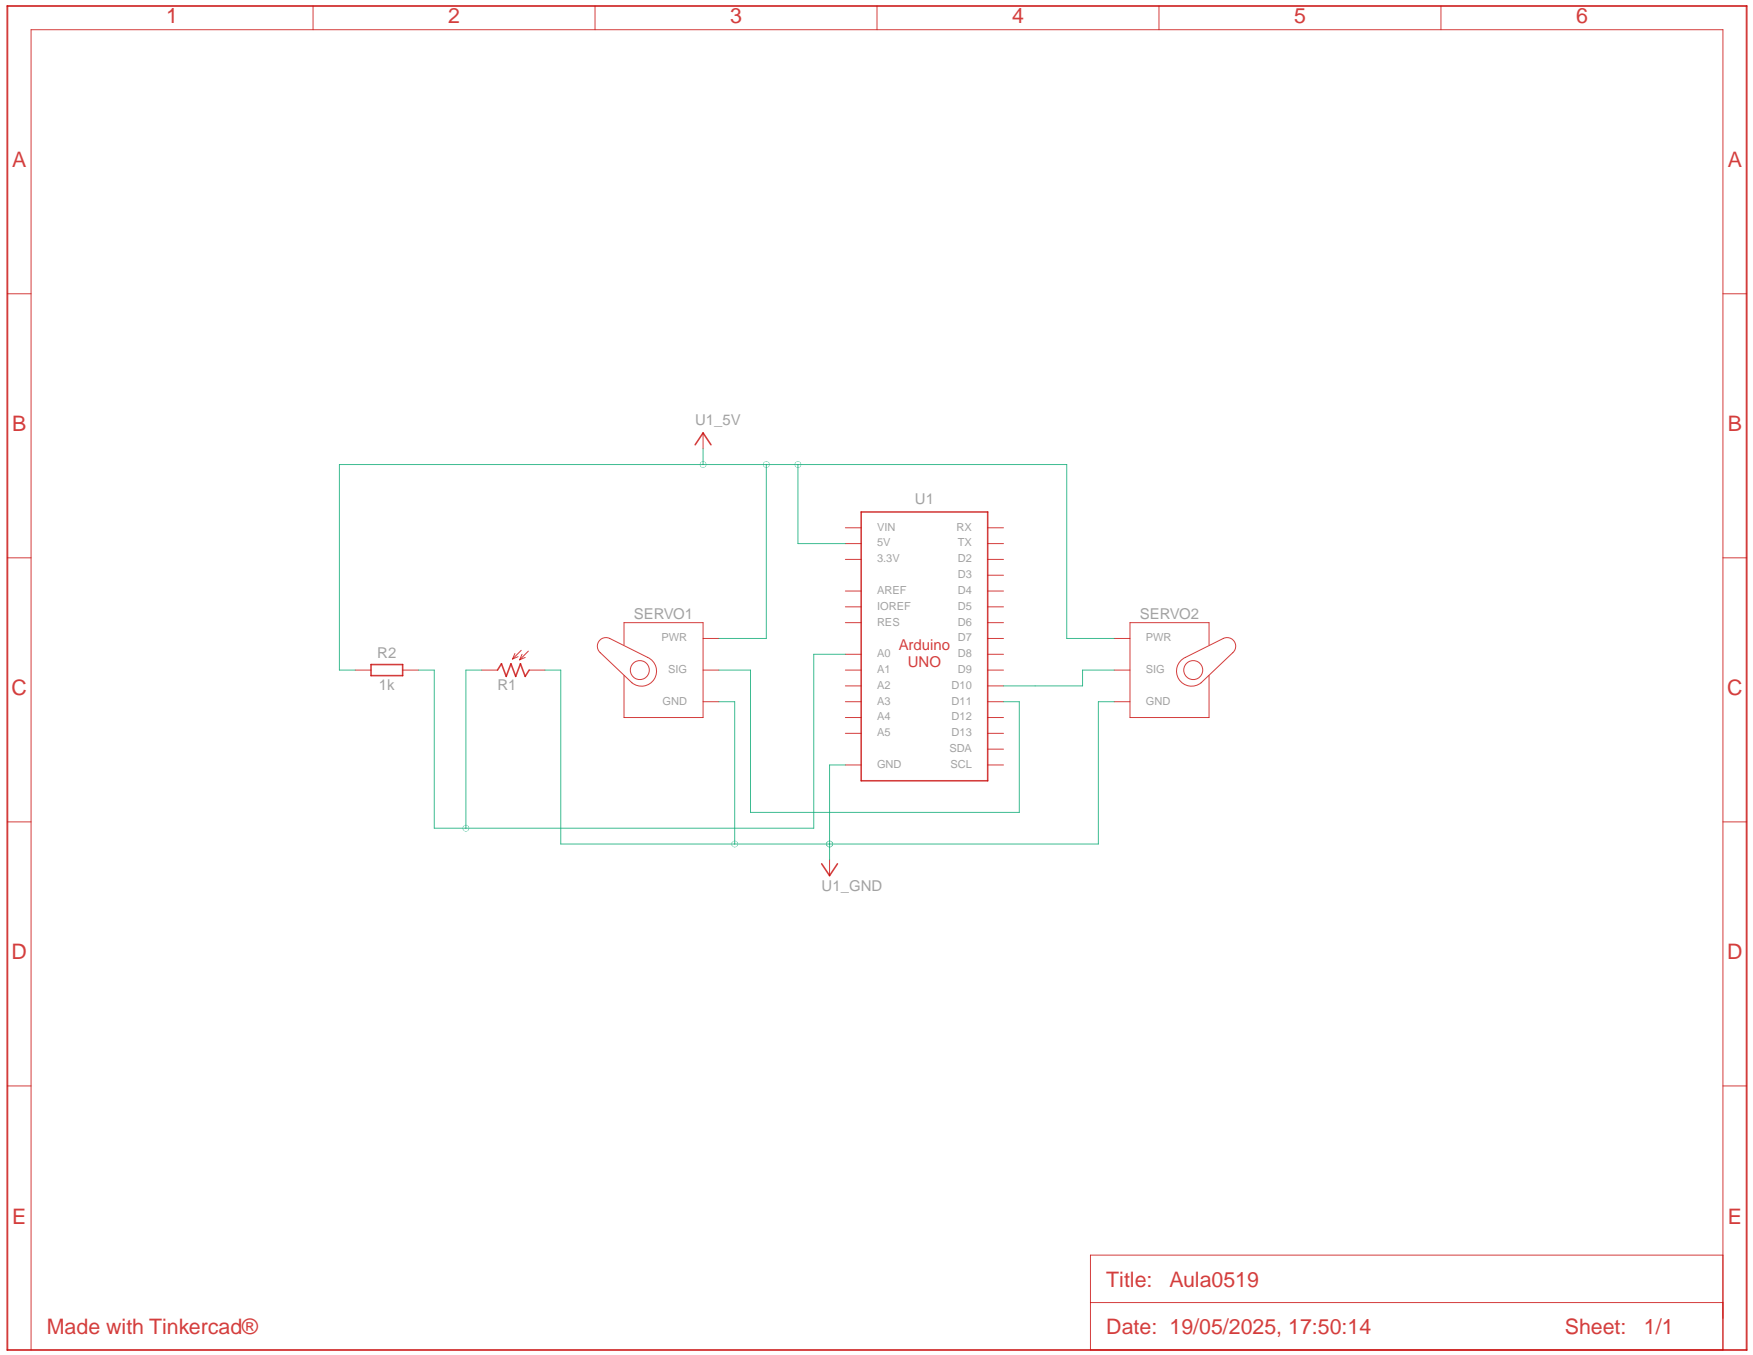 1 2 3 4 5 6
A A
B B
U1_5V
U1
VIN RX
5V TX
3.3V D2
D3
AREF D4
IOREF D5
RES D6
D7
A0 D8
A1 D9
A2 D10
A3 D11
A4 D12
A5 D13
SDA
GND SCL
Arduino
UNO
SERVO1
PWR
SIG
GND
SERVO2
PWR
SIG
GND
R2
1k
R1
C C
U1_GND
D D
E E
Title: Aula0519
Made with Tinkercad®
Date: 19/05/2025, 17:50:14 Sheet: 1/1